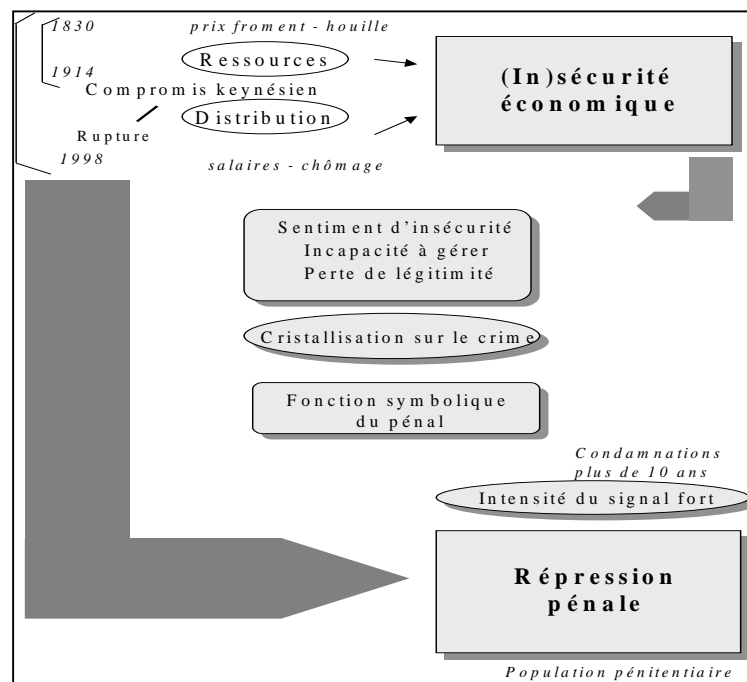 1830
prix froment - houille
Ressources
1914
Compromis keynésien
Distribution
Rupture
1998
salaires - chômage
(In)sécurité
économique
Sentiment d'insécurité
Incapacité à gérer
Perte de légitimité
Cristallisation sur le crime
Fonction symbolique
du pénal
Condamnations
plus de 10 ans
Intensité du signal fort
Répression
pénale
Population pénitentiaire